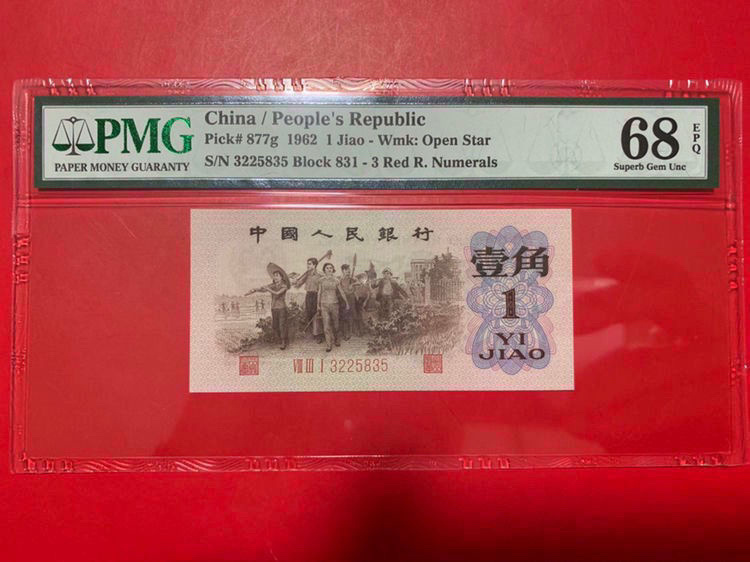 PMG
PAPER MONEY GUARANTY
China / People's Republic
Pick# 877g 1962 1 Jiao - Wmk: Open Star
S/N 3225835 Block 831 - 3 Red R. Numerals
68 EPQ
Superb Gem Unc
中國人民銀行
壹角
1
YI
JIAO
VIII III I 3225835